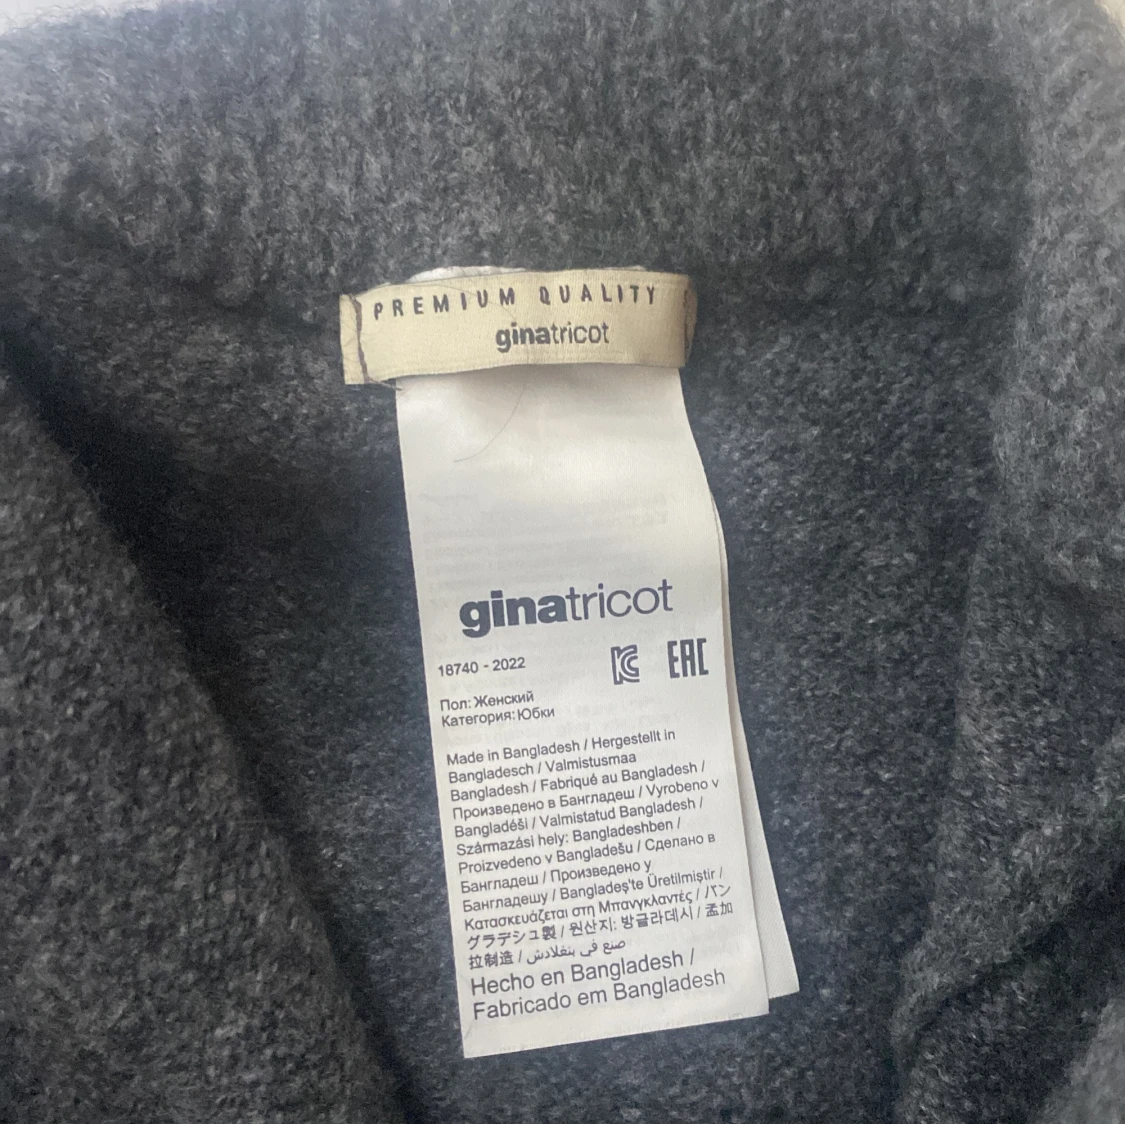 PREMIUM QUALITY
ginatricot
ginatricot
18740 - 2022
EAC
Пол: Женский
Категория: Юбки
Made in Bangladesh / Hergestellt in
Bangladesch / Valmistusmaa
Bangladesh / Fabriqué au Bangladesh /
Произведено в Бангладеш / Vyrobeno v
Bangladéši / Valmistatud Bangladesh /
Származási hely: Bangladeshben /
Proizvedeno v Bangladešu / Сделано в
Бангладеш / Произведено у
Бангладешу / Bangladeş'te Üretilmiştir /
Κατασκευάζεται στη Μπανγκλαντές / バン
グラデシュ製 / 원산지: 방글라데시 / 孟加
拉制造 / صنع في بنقلادش
Hecho en Bangladesh /
Fabricado em Bangladesh